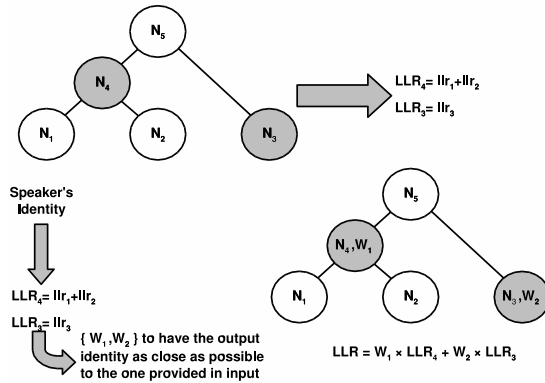 N₅
N₄
LLR₄= llr₁+llr₂
LLR₃= llr₃
N₁
N₂
N₃
Speaker's
Identity
LLR₄= llr₁+llr₂
LLR₃= llr₃
{ W₁,W₂ } to have the output
identity as close as possible
to the one provided in input
N₅
N₄,W₁
N₁
N₂
N₃,W₂
LLR = W₁ × LLR₄ + W₂ × LLR₃